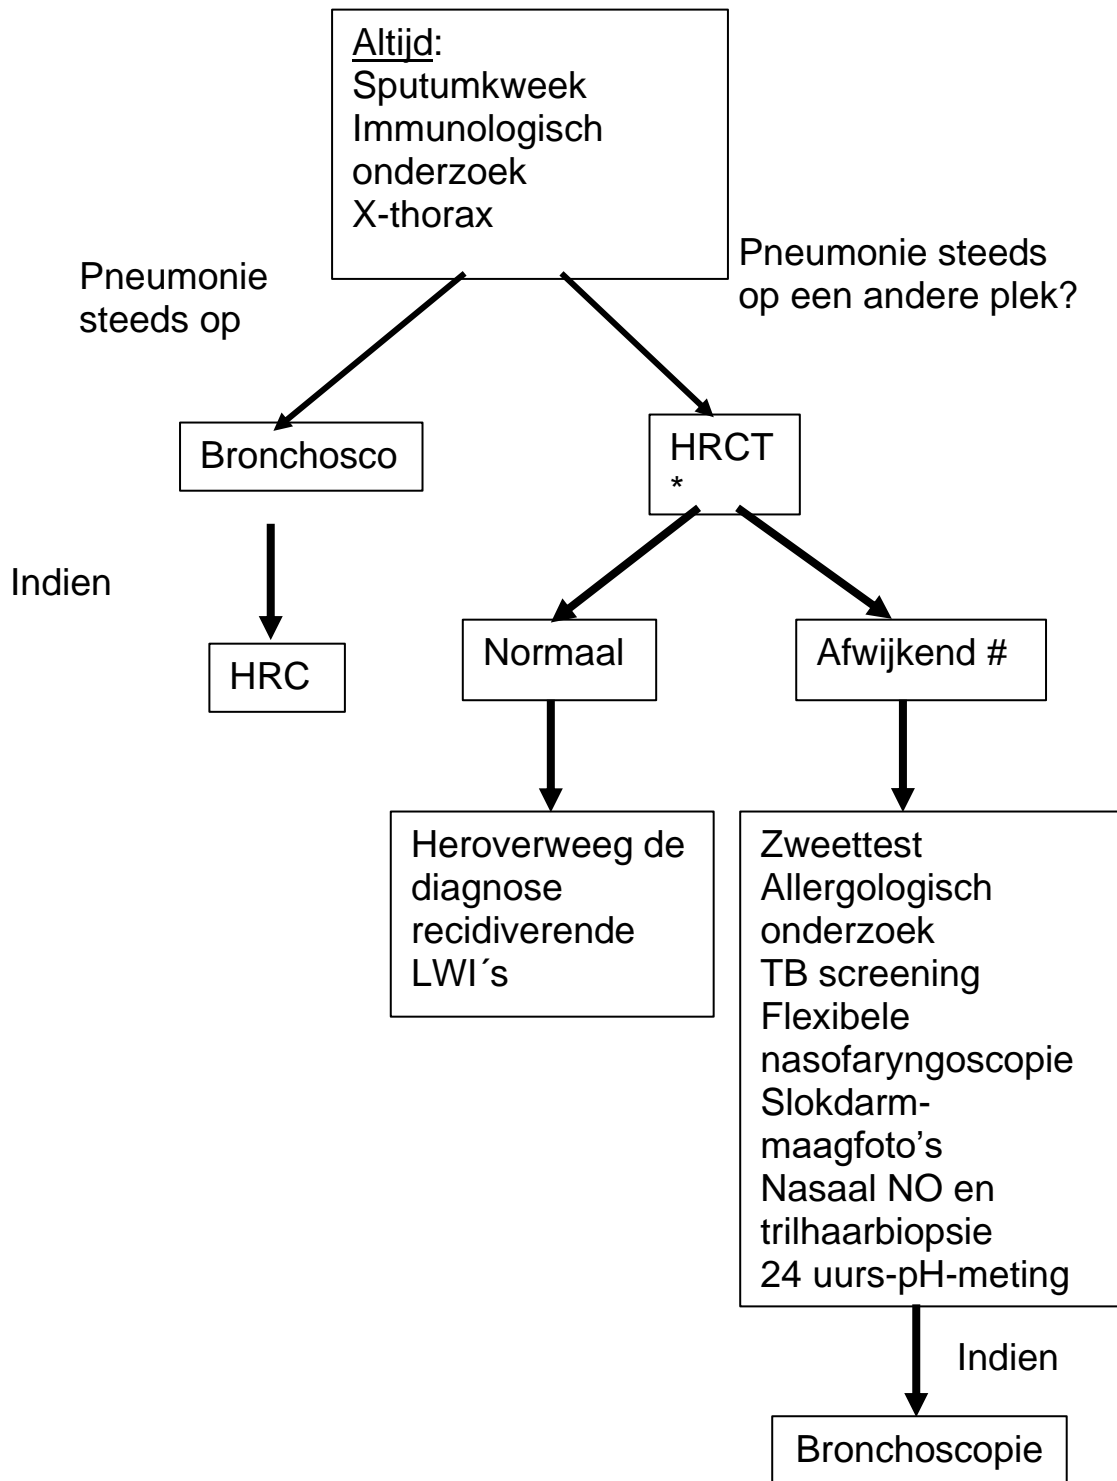 Altijd:
Sputumkweek
Immunologisch
onderzoek
X-thorax
Pneumonie
steeds op
Pneumonie steeds
op een andere plek?
Bronchosco
HRCT
*
Indien
HRC
Normaal
Afwijkend #
Heroverweeg de
diagnose
recidiverende
LWI´s
Zweettest
Allergologisch
onderzoek
TB screening
Flexibele
nasofaryngoscopie
Slokdarm-
maagfoto’s
Nasaal NO en
trilhaarbiopsie
24 uurs-pH-meting
Indien
Bronchoscopie